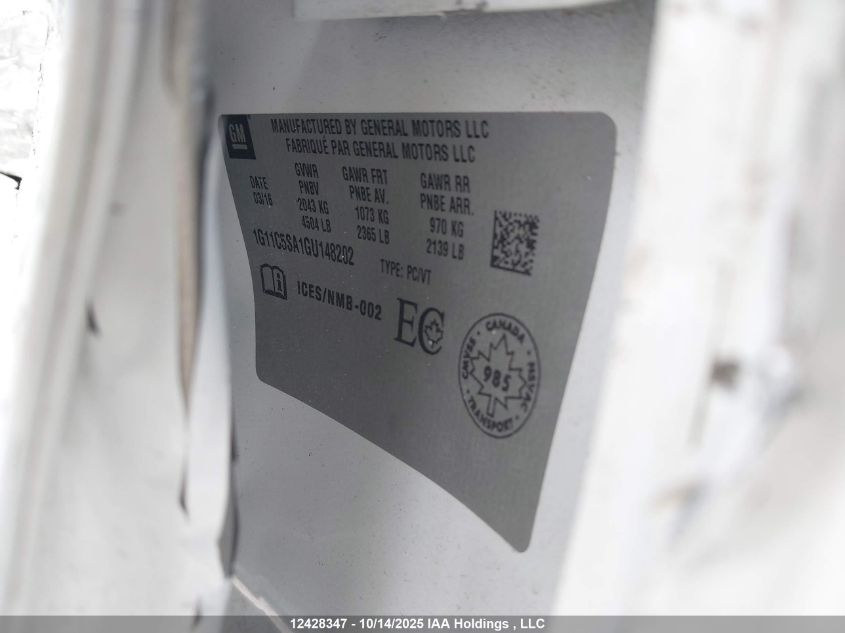 GM
MANUFACTURED BY GENERAL MOTORS LLC
FABRIQUÉ PAR GENERAL MOTORS LLC
DATE GVWR GAWR FRT GAWR RR
03/16 PNBV PNBE AV. PNBE ARR.
2043 KG 1073 KG 970 KG
4504 LB 2365 LB 2139 LB
1G11C5SA1GU148202 TYPE: PC/VT
ICES/NMB-002 EC
CANADA
CMVSS 985 NSVAC
TRANSPORT
12428347 - 10/14/2025 IAA Holdings , LLC